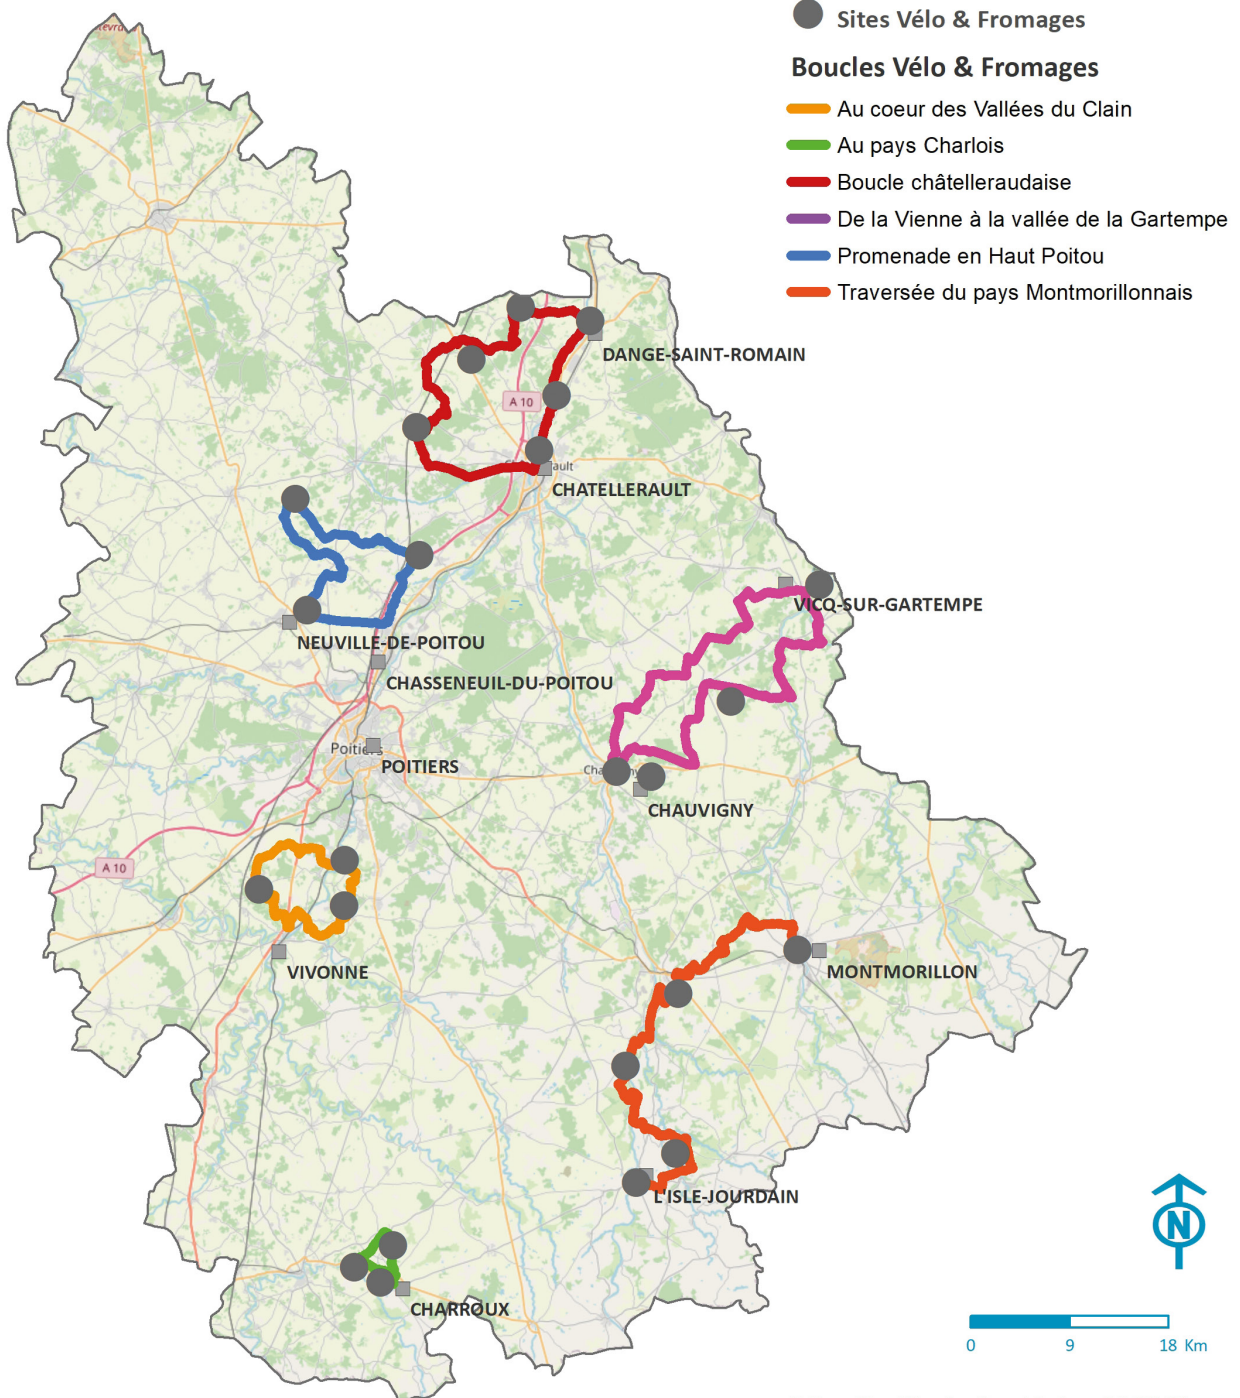 Sites Vélo & Fromages
Boucles Vélo & Fromages
Au coeur des Vallées du Clain
Au pays Charlois
Boucle châtelleraudaise
De la Vienne à la vallée de la Gartempe
Promenade en Haut Poitou
Traversée du pays Montmorillonnais
DANGE-SAINT-ROMAIN
A 10
ault
CHATELLERAULT
VICQ-SUR-GARTEMPE
NEUVILLE-DE-POITOU
CHASSENEUIL-DU-POITOU
Poitiers
POITIERS
CHAUVIGNY
A 10
VIVONNE
MONTMORILLON
L'ISLE-JOURDAIN
CHARROUX
N
0 9 18 Km